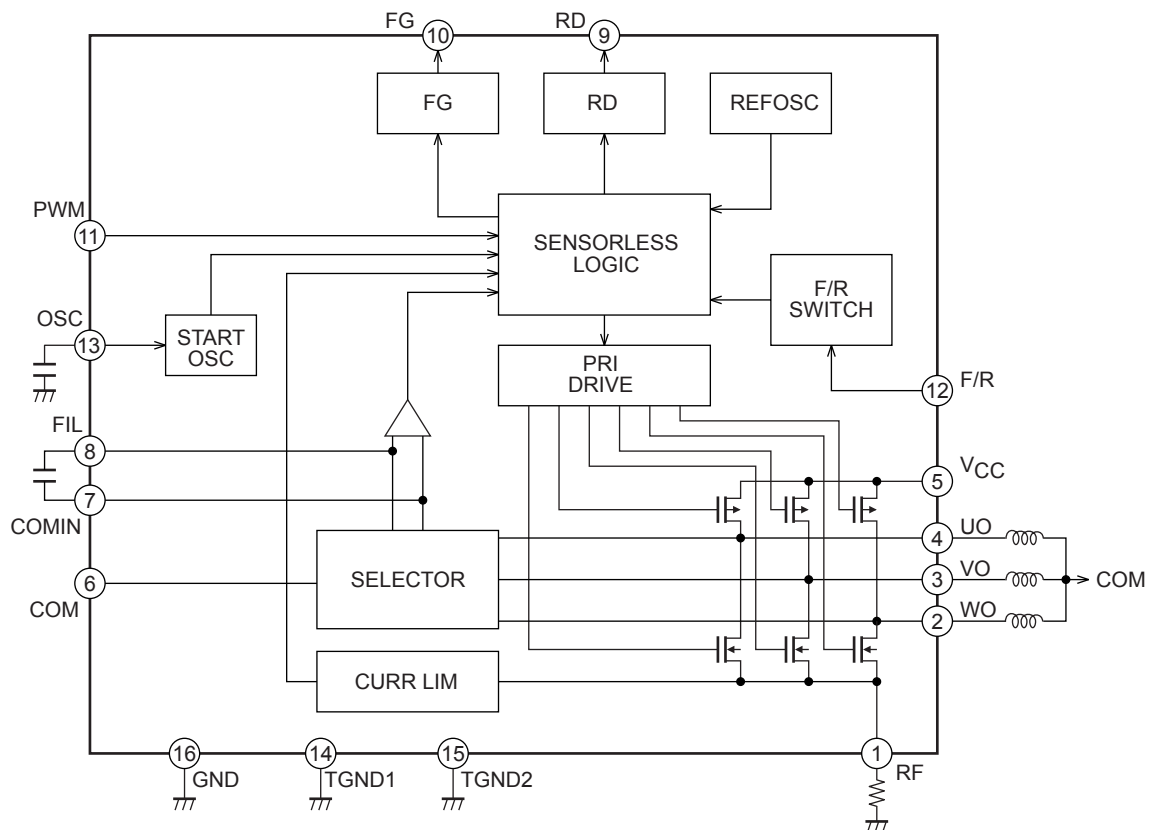 FG
RD
10
9
FG
RD
REFOSC
PWM
11
SENSORLESS
LOGIC
F/R
SWITCH
OSC
13
START
OSC
PRI
DRIVE
12
F/R
FIL
8
7
COMIN
VCC
5
4
UO
SELECTOR
6
COM
3
VO
COM
2
WO
CURR LIM
16
GND
14
TGND1
15
TGND2
1
RF